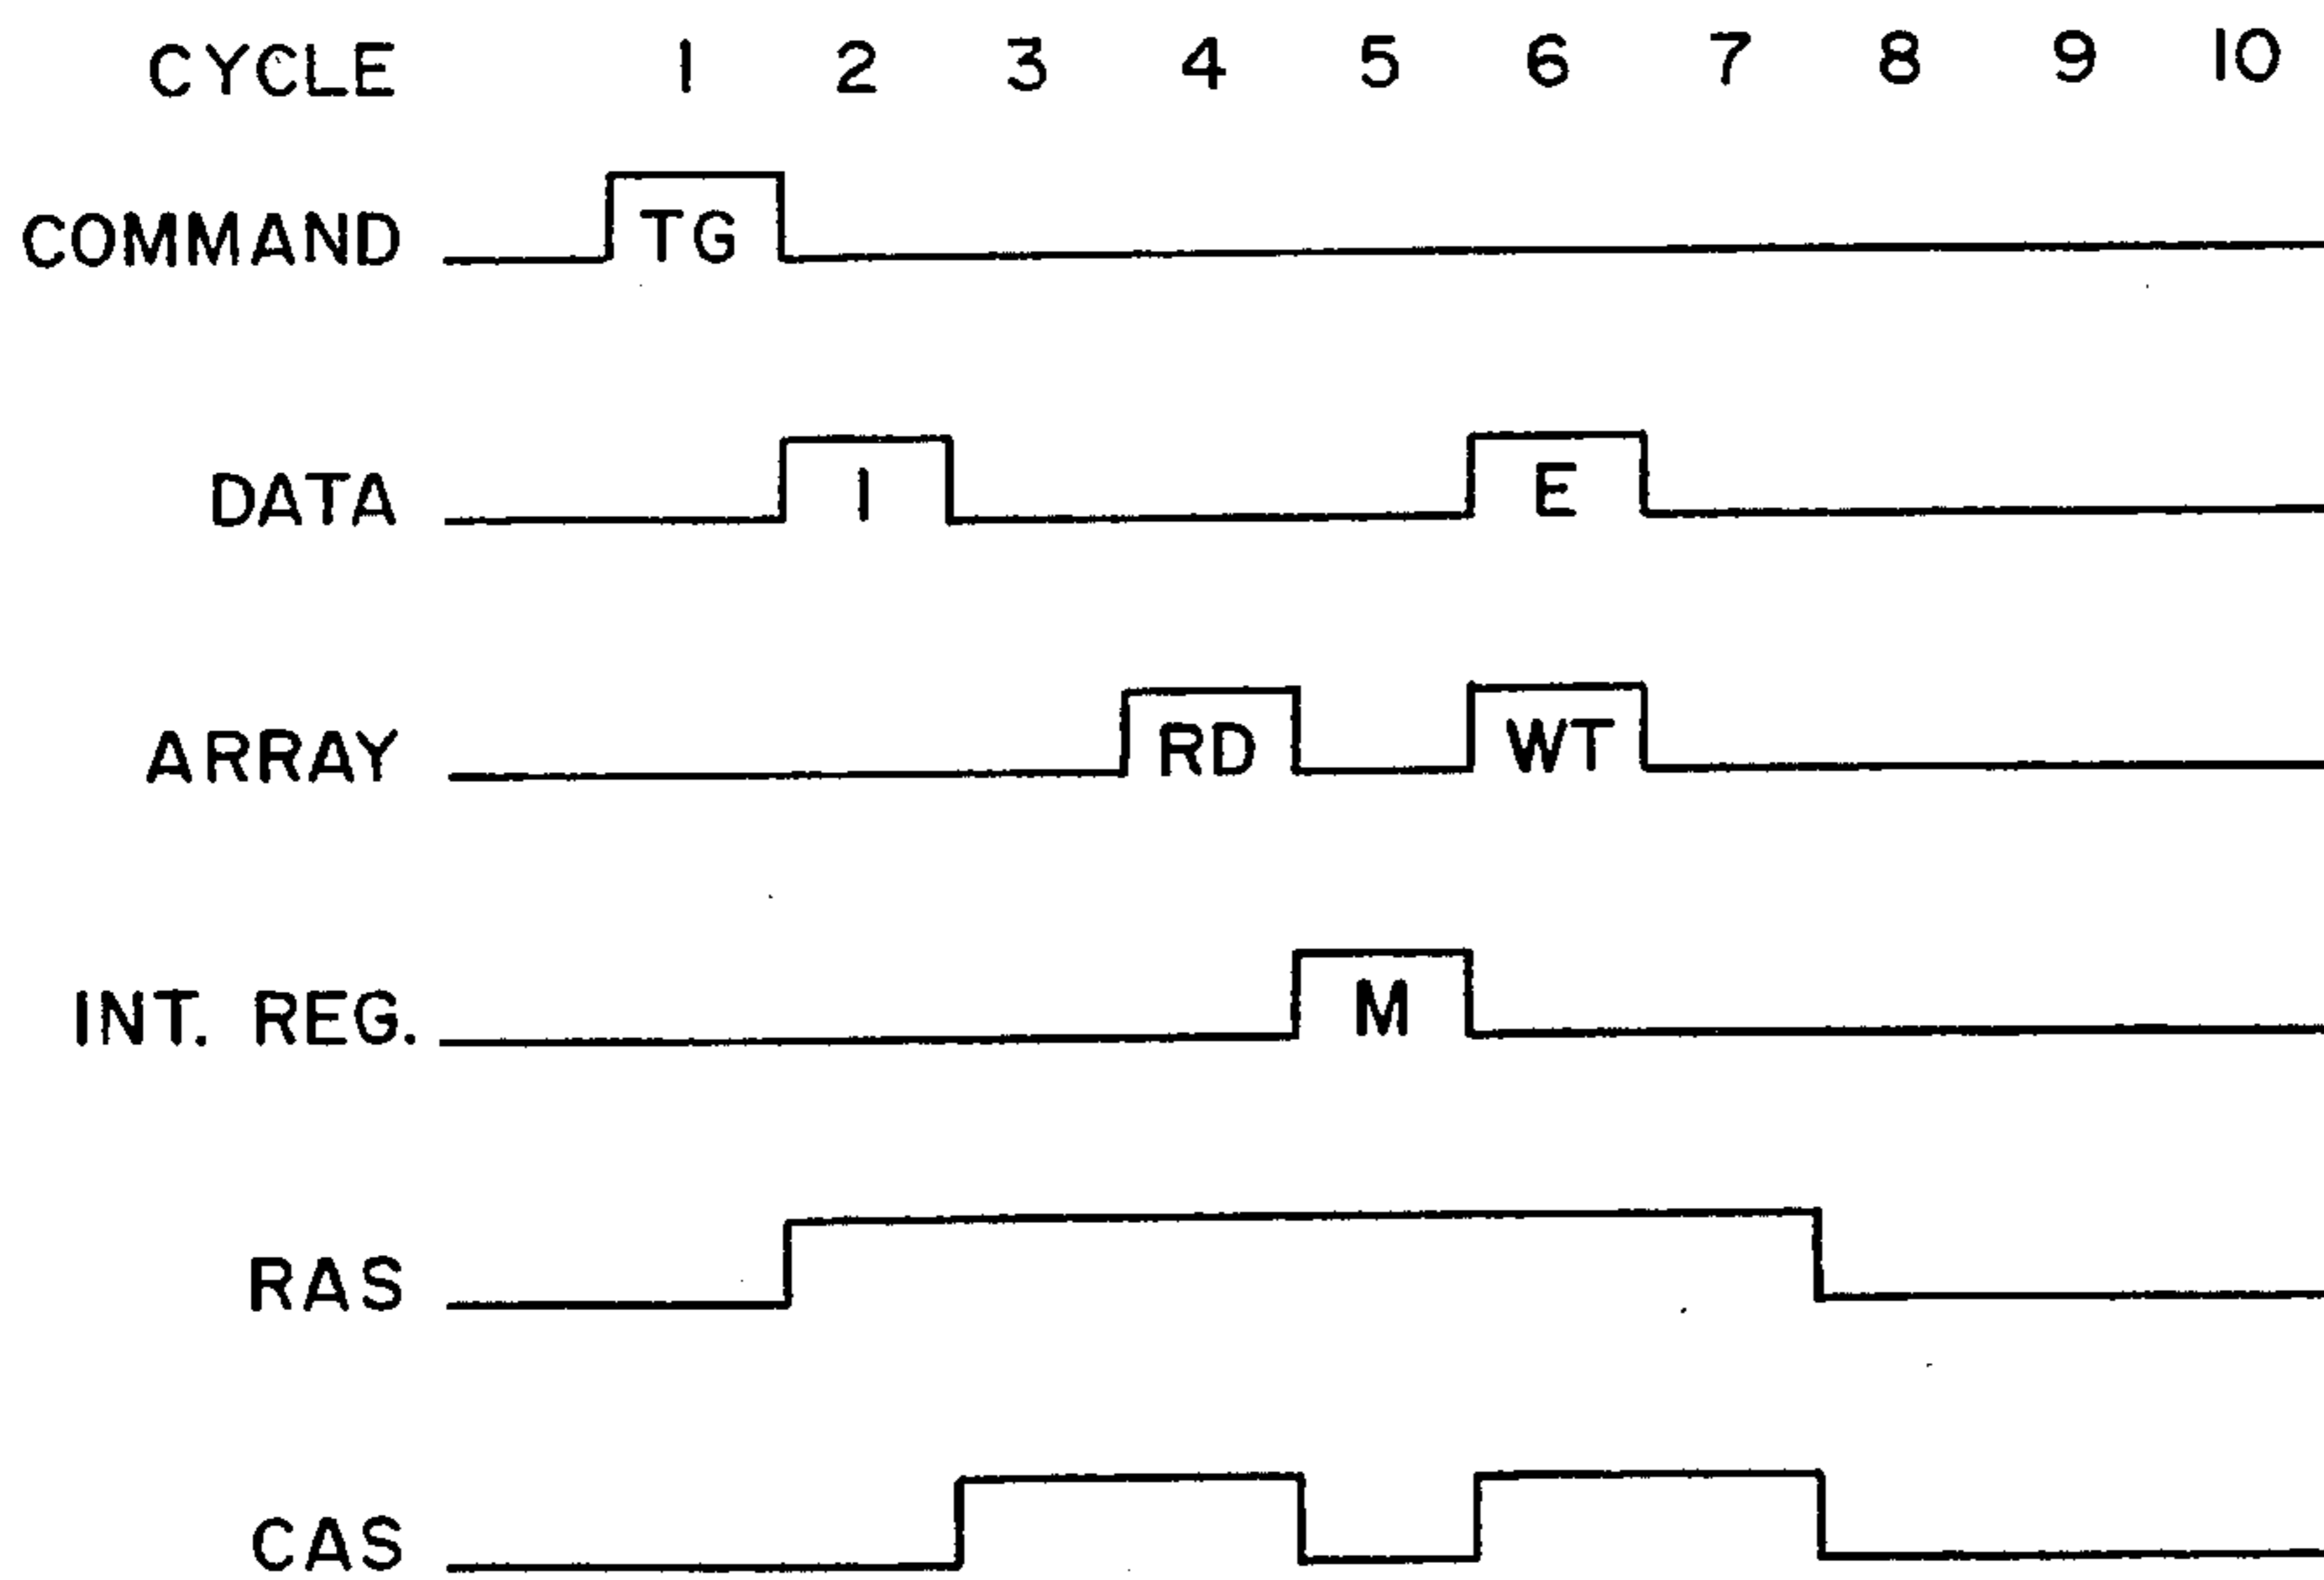 CYCLE 1 2 3 4 5 6 7 8 9 10
COMMAND TG
DATA 1 E
ARRAY RD WT
INT. REG. M
RAS
CAS